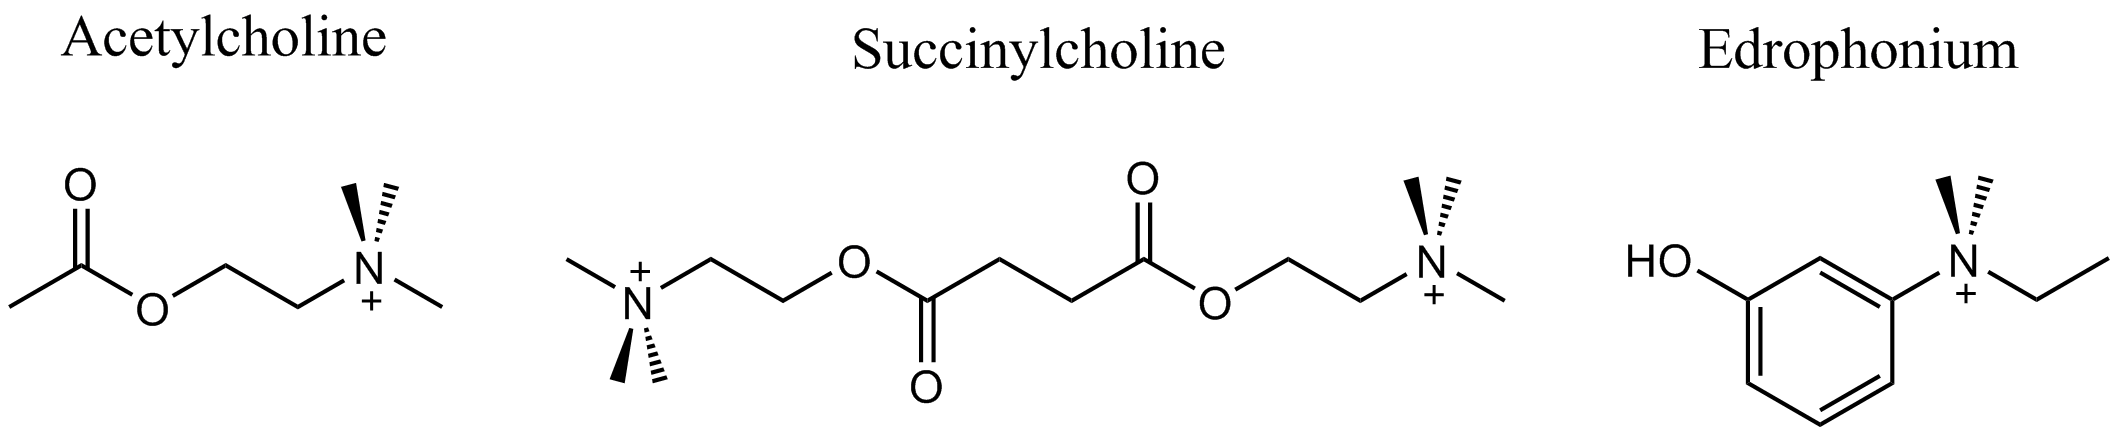 Acetylcholine
Succinylcholine
Edrophonium
O
O
N
+
N
+
O
O
O
O
N
+
HO
N
+